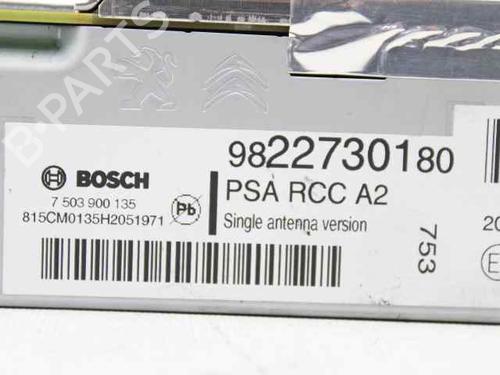 B-PARTS
BOSCH
7 503 900 135
815CM0135H2051971
Pb
9822730180
PSA RCC A2
Single antenna version
753
20
E